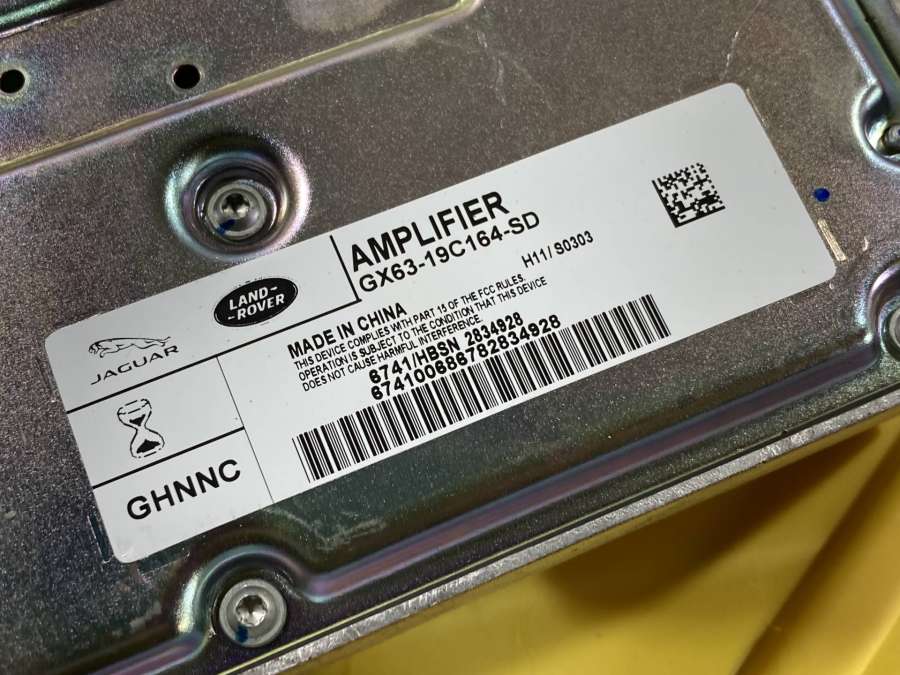 AMPLIFIER
GX63-19C164-SD
H11/S0303
LAND-
-ROVER
JAGUAR
MADE IN CHINA
THIS DEVICE COMPLIES WITH PART 15 OF THE FCC RULES.
OPERATION IS SUBJECT TO THE CONDITION THAT THIS DEVICE
DOES NOT CAUSE HARMFUL INTERFERENCE.
6741/HBSN 2834928
6741006886782834928
GHNNC